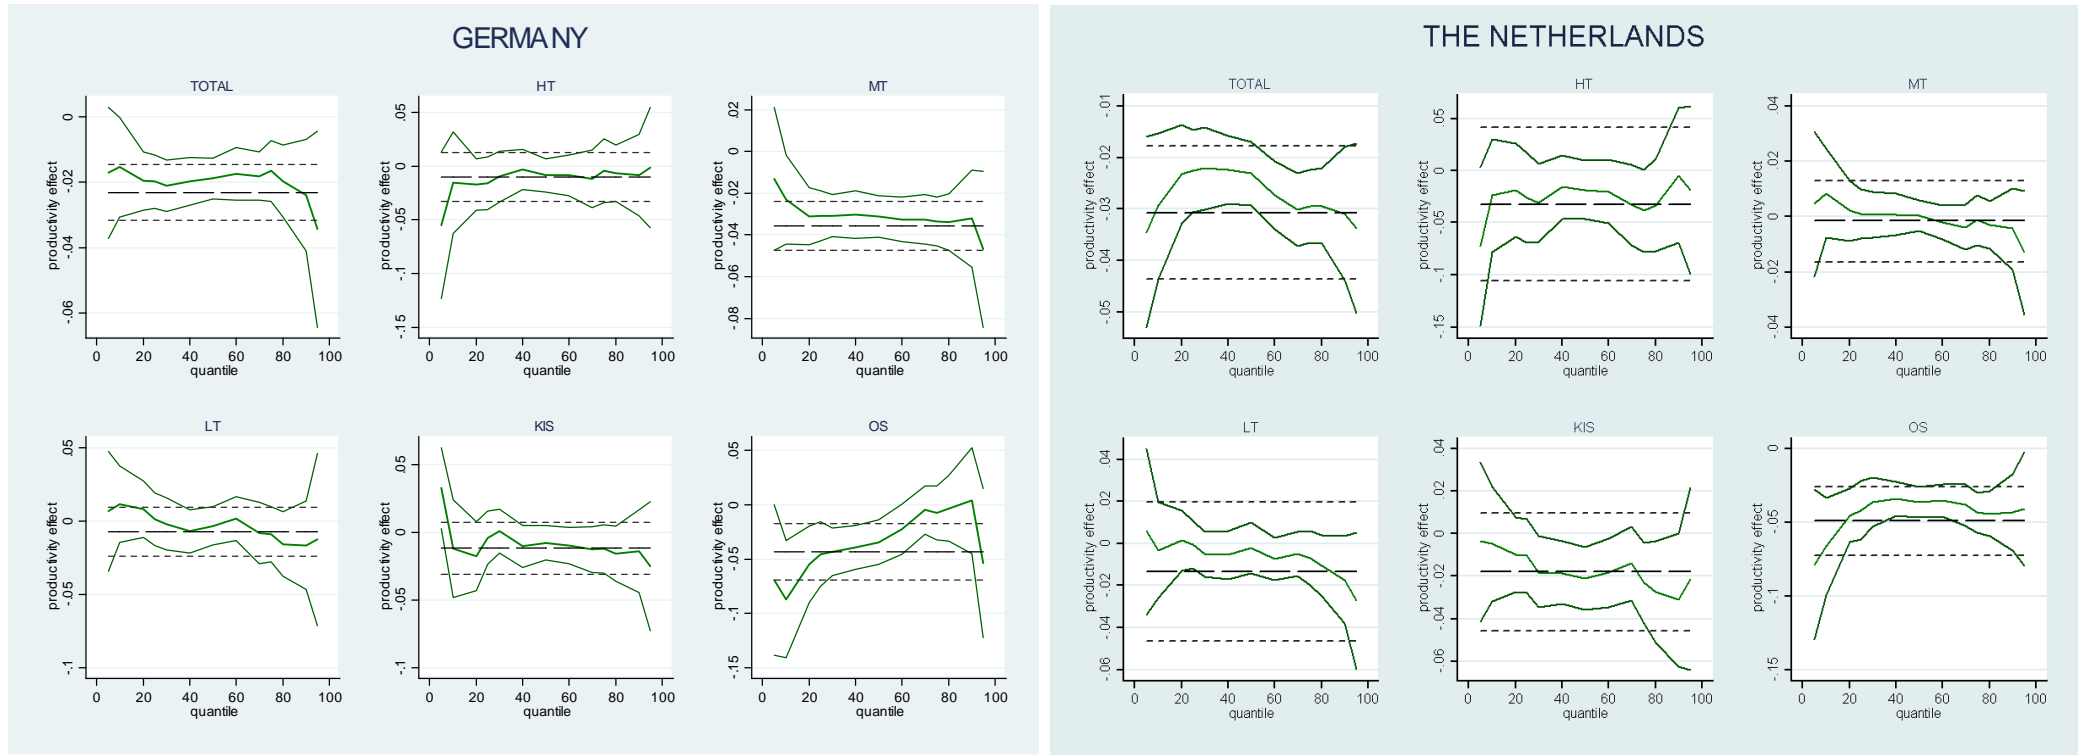 GERMANY
TOTAL
productivity effect
0
-.02
-.04
-.06
0 20 40 60 80 100
quantile
HT
productivity effect
.05
0
-.05
-.1
-.15
0 20 40 60 80 100
quantile
MT
productivity effect
.02
0
-.02
-.04
-.06
-.08
0 20 40 60 80 100
quantile
LT
productivity effect
.05
0
-.05
-.1
0 20 40 60 80 100
quantile
KIS
productivity effect
.05
0
-.05
-.1
0 20 40 60 80 100
quantile
OS
productivity effect
.05
0
-.05
-.1
-.15
0 20 40 60 80 100
quantile
THE NETHERLANDS
TOTAL
productivity effect
-.01
-.02
-.03
-.04
-.05
0 20 40 60 80 100
quantile
HT
productivity effect
.05
0
-.05
-.1
-.15
0 20 40 60 80 100
quantile
MT
productivity effect
.04
.02
0
-.02
-.04
0 20 40 60 80 100
quantile
LT
productivity effect
.04
.02
0
-.02
-.04
-.06
0 20 40 60 80 100
quantile
KIS
productivity effect
.04
.02
0
-.02
-.04
-.06
0 20 40 60 80 100
quantile
OS
productivity effect
0
-.05
-.1
-.15
0 20 40 60 80 100
quantile